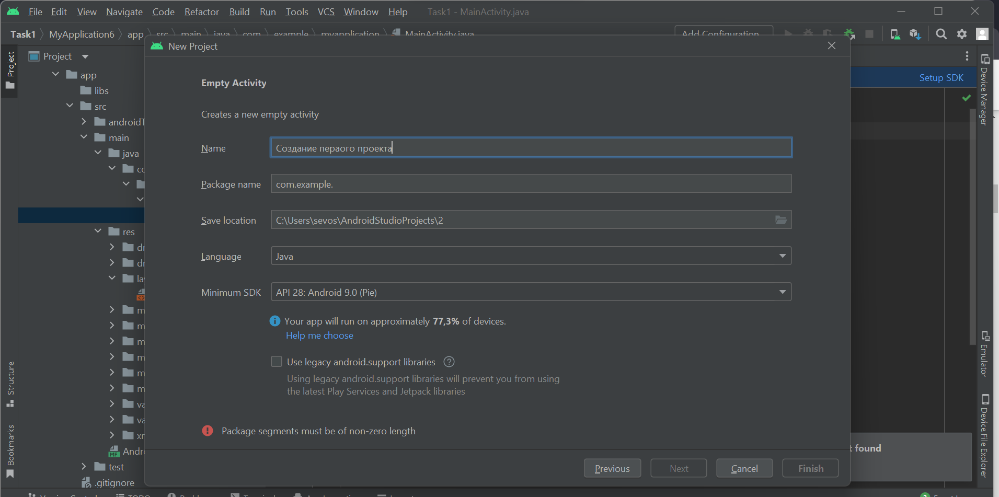 File Edit View Navigate Code Refactor Build Run Tools VCS Window Help Task1 - MainActivity.java
Task1 MyApplication6 app src main java com example myapplication MainActivity.java Add Configuration...
New Project
Project
Project
Setup SDK
Device Manager
app
libs
src
androidT
main
java
co
res
dr
dr
la
m
m
m
m
m
m
va
va
xr
Andro
test
.gitignore
Empty Activity
Creates a new empty activity
Name Создание пераого проекта
Package name com.example.
Save location C:\Users\sevos\AndroidStudioProjects\2
Language Java
Minimum SDK API 28: Android 9.0 (Pie)
Your app will run on approximately 77,3% of devices.
Help me choose
Use legacy android.support libraries ?
Using legacy android.support libraries will prevent you from using
the latest Play Services and Jetpack libraries
Package segments must be of non-zero length
Previous Next Cancel Finish
t found
Structure
Bookmarks
Emulator
Device File Explorer
MF
TODO